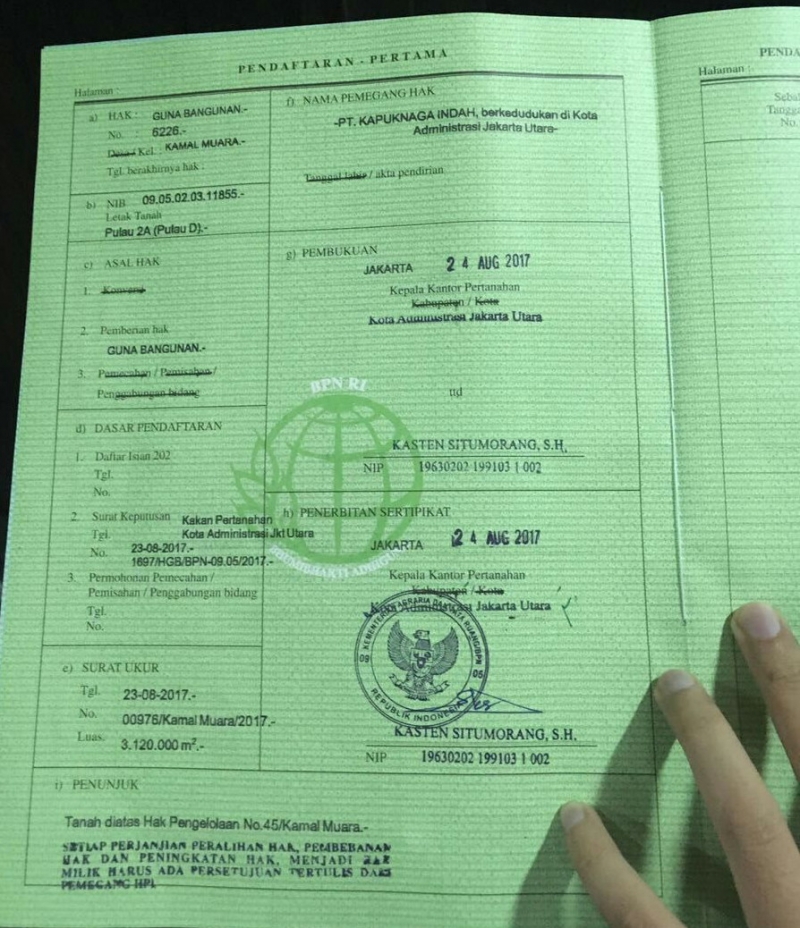 PENDAFTARAN - PERTAMA
Halaman :
a) HAK : GUNA BANGUNAN.-
No. 6226.-
Desa / Kel. : KAMAL MUARA.-
Tgl. berakhirnya hak :
b) NIB 09.05.02.03.11855.-
Letak Tanah
Pulau 2A (Pulau D).-
c) ASAL HAK
1. Konversi
2. Pemberian hak
GUNA BANGUNAN.-
3. Pemecahan / Pemisahan /
Penggabungan bidang
d) DASAR PENDAFTARAN
1. Daftar Isian 202
Tgl.
No.
2. Surat Keputusan Kakan Pertanahan
Tgl. Kota Administrasi Jkt Utara
23-08-2017.-
No. 1697/HGB/BPN-09.05/2017.-
3. Permohonan Pemecahan /
Pemisahan / Penggabungan bidang
Tgl.
No.
e) SURAT UKUR
Tgl. 23-08-2017.-
No. 00976/Kamal Muara/2017.-
Luas. 3.120.000 m².-
f) NAMA PEMEGANG HAK
-PT. KAPUKNAGA INDAH, berkedudukan di Kota
Administrasi Jakarta Utara-
Tanggal lahir / akta pendirian
g) PEMBUKUAN
JAKARTA 24 AUG 2017
Kepala Kantor Pertanahan
Kabupaten / Kota
Kota Administrasi Jakarta Utara
ttd
KASTEN SITUMORANG, S.H.
NIP 19630202 199103 1 002
BPN RI
h) PENERBITAN SERTIPIKAT
JAKARTA 24 AUG 2017
Kepala Kantor Pertanahan
Kabupaten / Kota
Kota Administrasi Jakarta Utara
REPUBLIK INDONESIA
09
05
KASTEN SITUMORANG, S.H.
NIP 19630202 199103 1 002
i) PENUNJUK
Tanah diatas Hak Pengelolaan No.45/Kamal Muara.-
SETIAP PERJANJIAN PERALIHAN HAK, PEMBEBANAN
HAK DAN PENINGKATAN HAK, MENJADI HAK
MILIK HARUS ADA PERSETUJUAN TERTULIS DARI
PEMEGANG HPL
Halaman :
No.